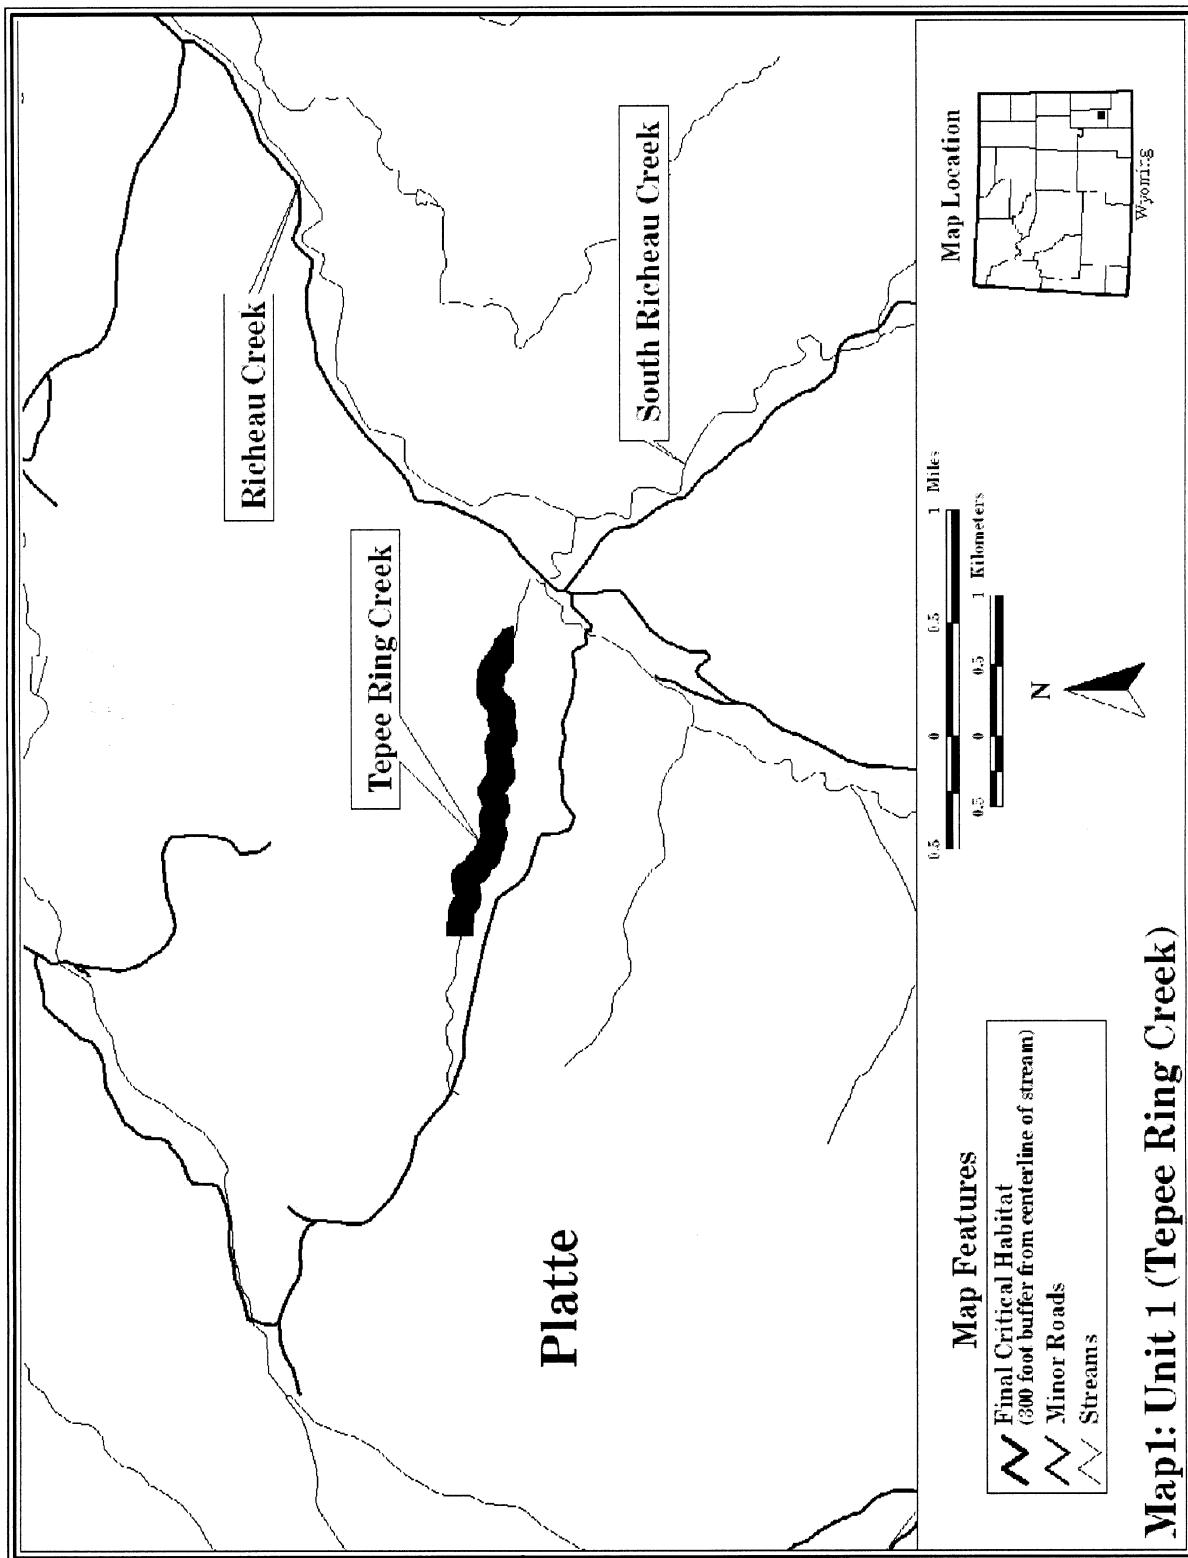 Richeau Creek
Tepee Ring Creek
South Richeau Creek
Platte
Map Features
Final Critical Habitat
(300 foot buffer from centerline of stream)
Minor Roads
Streams
0.5 0 0.5 1 Miles
0.5 0 0.5 1 Kilometers
N
Map Location
Wyoming
Map1: Unit 1 (Tepee Ring Creek)